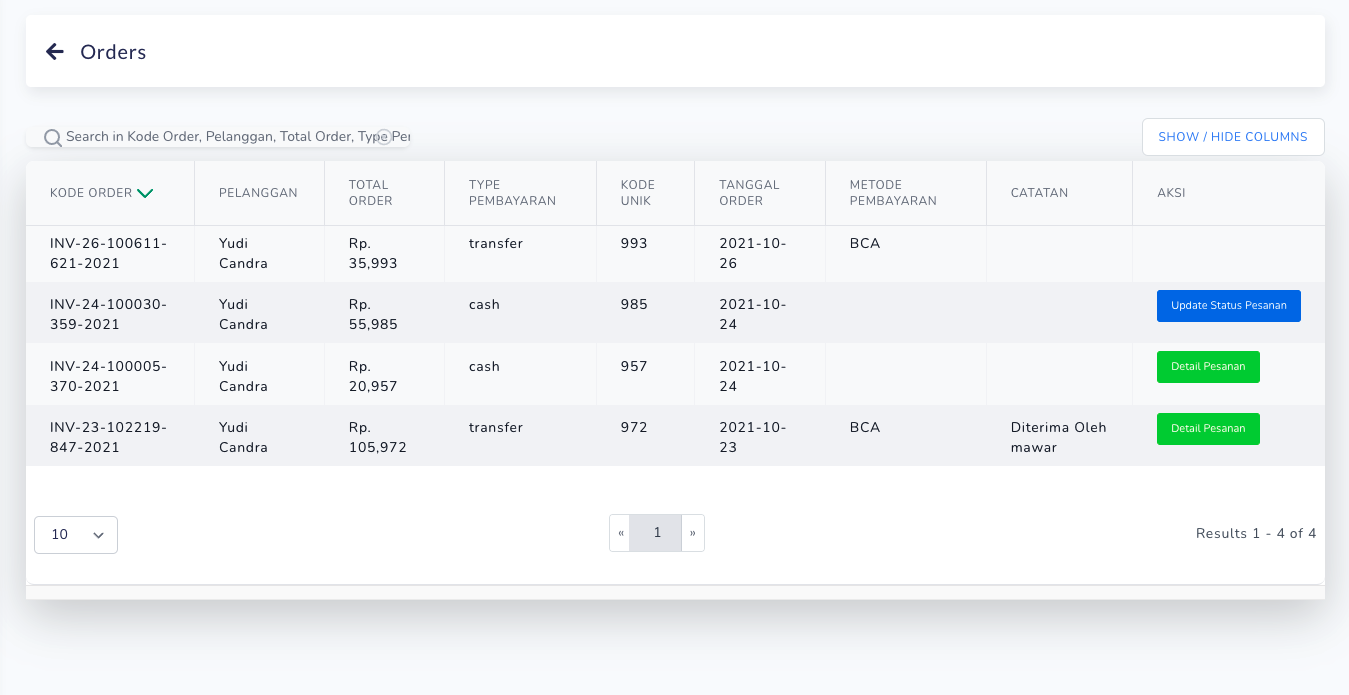 Orders
Search in Kode Order, Pelanggan, Total Order, Type Per
SHOW / HIDE COLUMNS
KODE ORDER
PELANGGAN
TOTAL
ORDER
TYPE
PEMBAYARAN
KODE
UNIK
TANGGAL
ORDER
METODE
PEMBAYARAN
CATATAN
AKSI
INV-26-100611-
621-2021
Yudi
Candra
Rp.
35,993
transfer
993
2021-10-
26
BCA
INV-24-100030-
359-2021
Yudi
Candra
Rp.
55,985
cash
985
2021-10-
24
Update Status Pesanan
INV-24-100005-
370-2021
Yudi
Candra
Rp.
20,957
cash
957
2021-10-
24
Detail Pesanan
INV-23-102219-
847-2021
Yudi
Candra
Rp.
105,972
transfer
972
2021-10-
23
BCA
Diterima Oleh
mawar
Detail Pesanan
10
« 1 »
Results 1 - 4 of 4